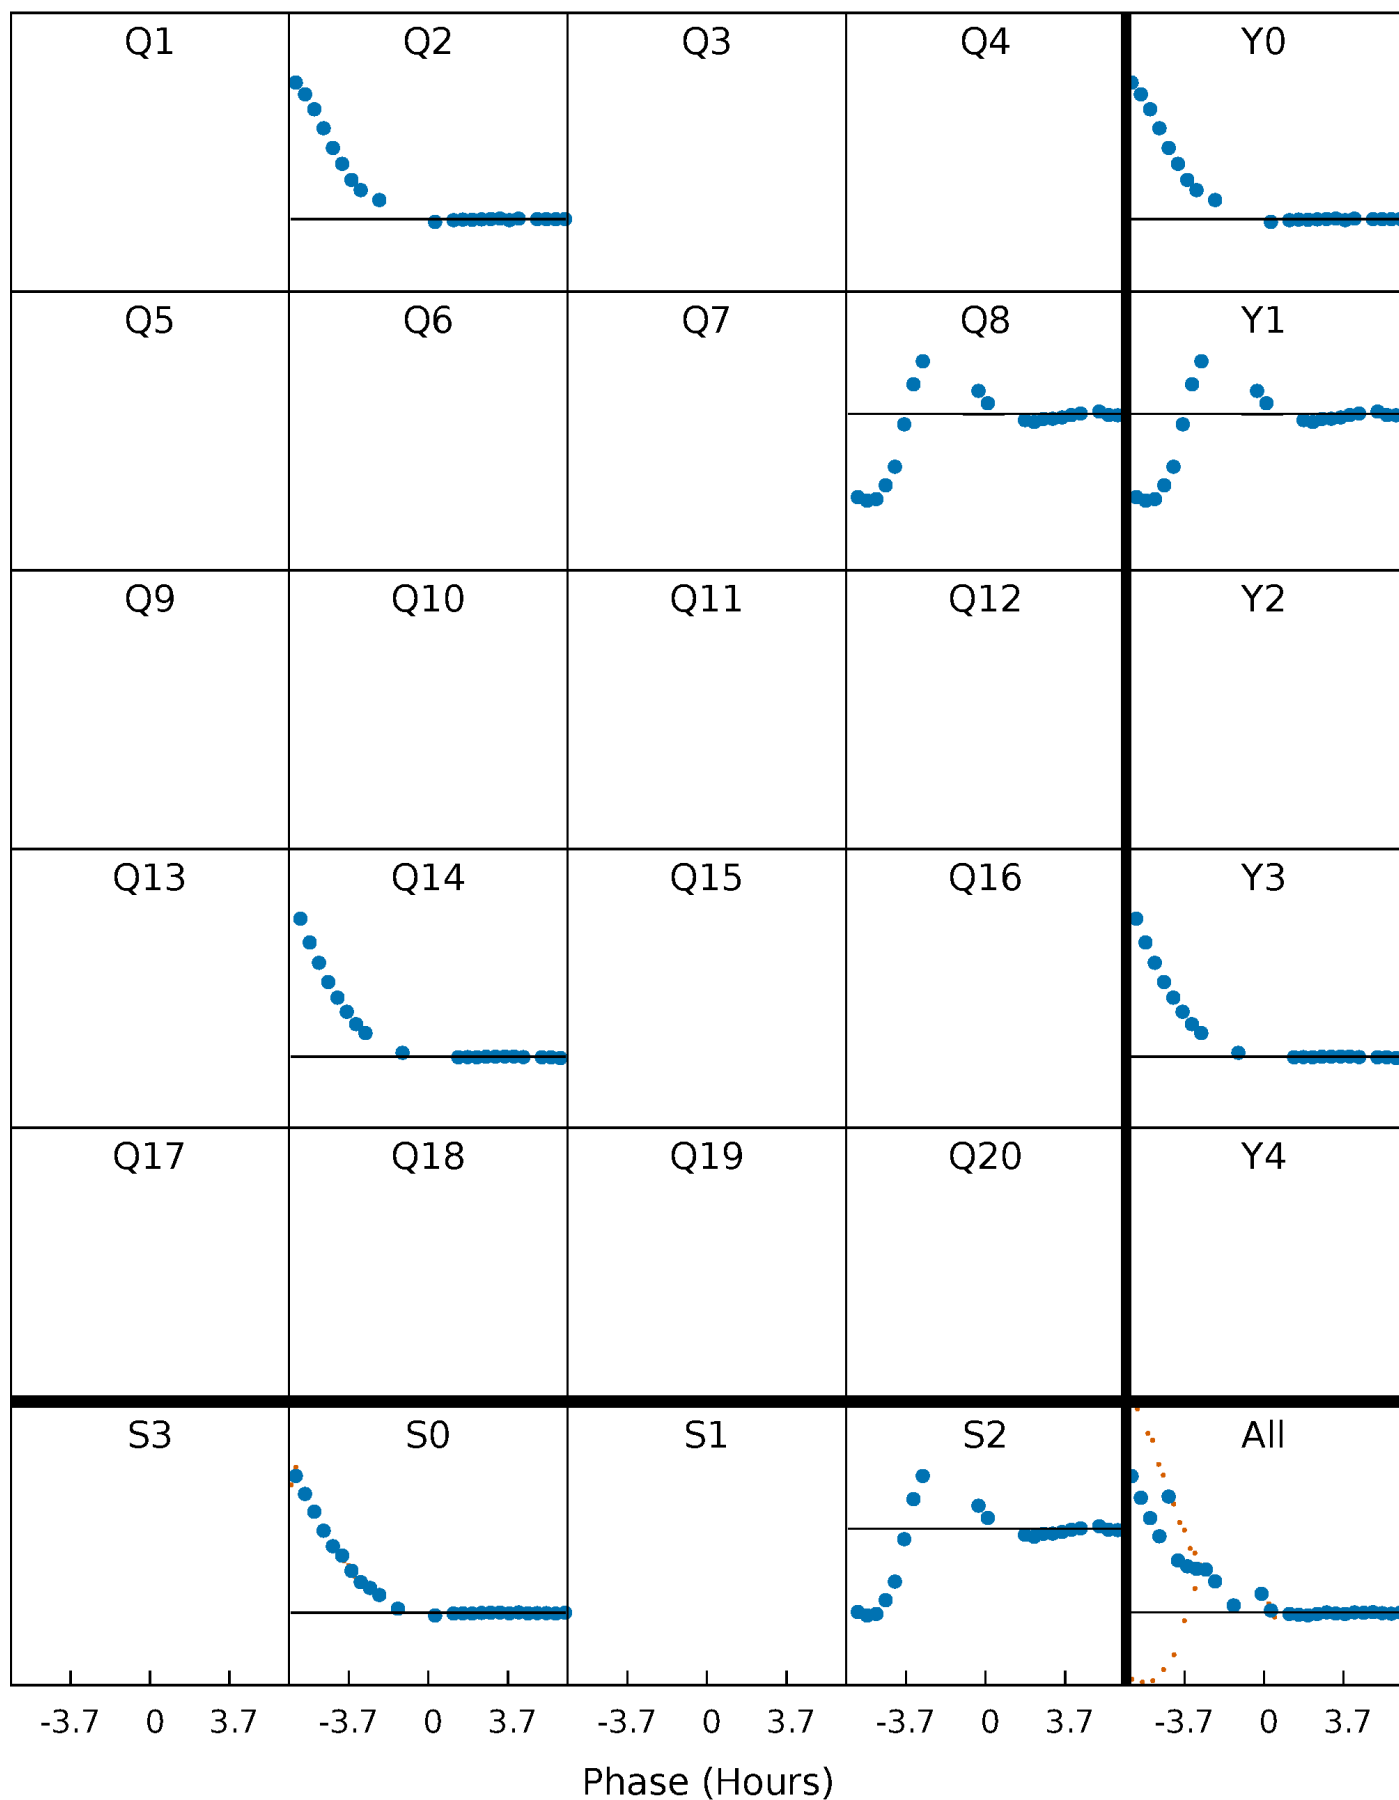 Q1 Q2 Q3 Q4 Y0
Q5 Q6 Q7 Q8 Y1
Q9 Q10 Q11 Q12 Y2
Q13 Q14 Q15 Q16 Y3
Q17 Q18 Q19 Q20 Y4
S3 S0 S1 S2 All
-3.7 0 3.7 -3.7 0 3.7 -3.7 0 3.7 -3.7 0 3.7 -3.7 0 3.7
Phase (Hours)